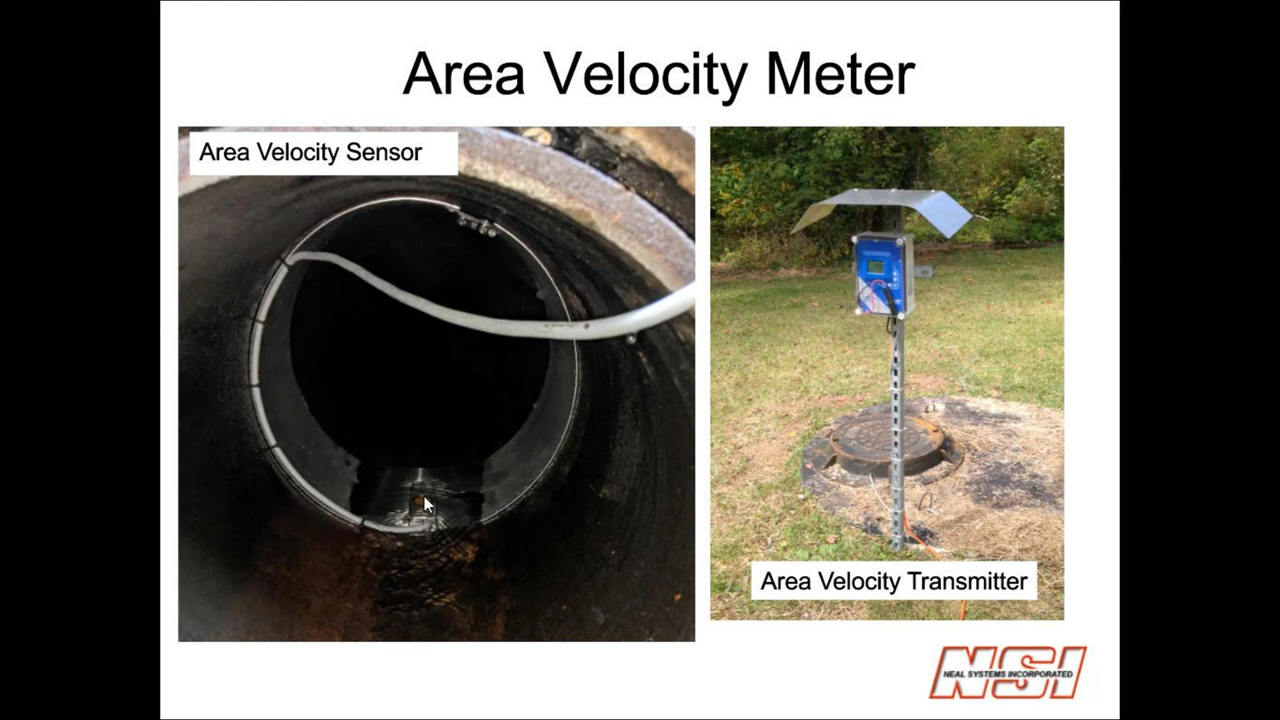 Area Velocity Meter
Area Velocity Sensor
Area Velocity Transmitter
NSI
NEAL SYSTEMS INCORPORATED